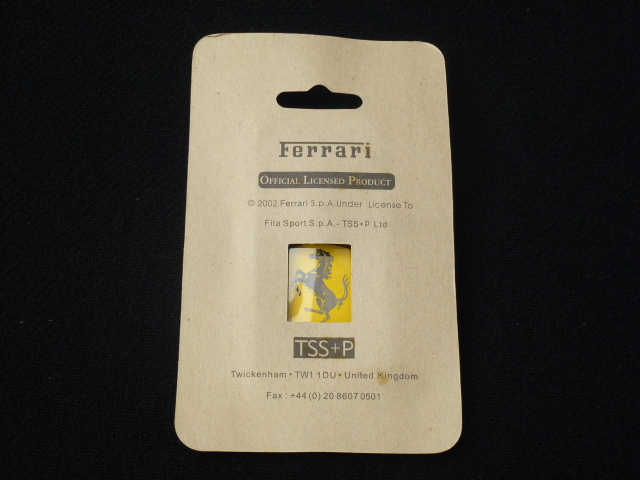 Ferrari
OFFICIAL LICENSED PRODUCT
© 2002 Ferrari S.p.A.Under License To
Fila Sport S.p.A.- TSS+P Ltd
TSS+P
Twickenham • TW1 1DU • United Kingdom
Fax : +44 (0) 20 8607 0501